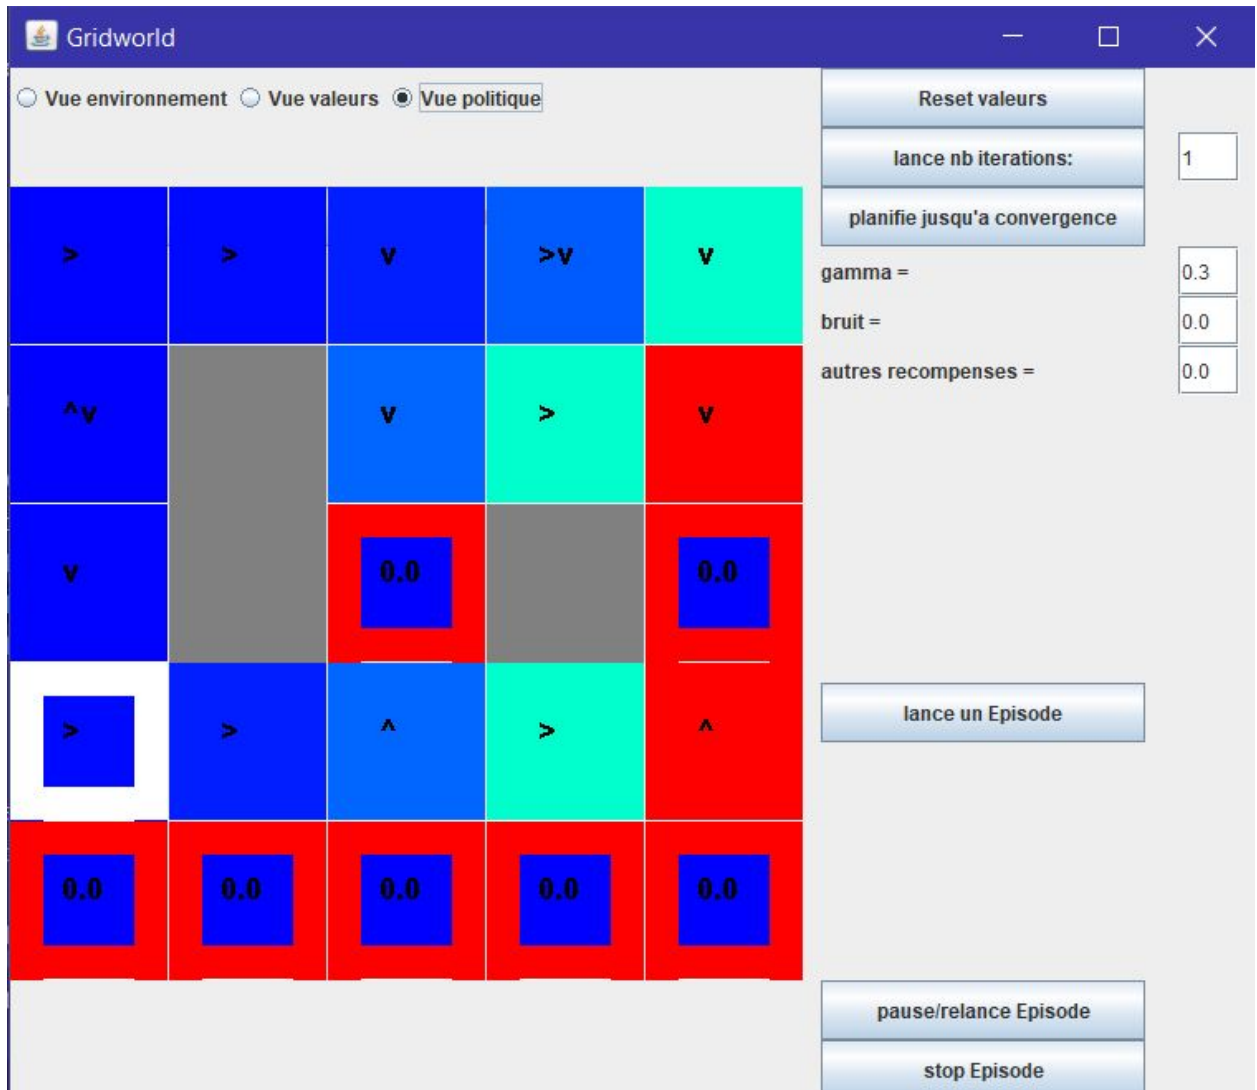 Gridworld
Vue environnement Vue valeurs Vue politique
Reset valeurs
lance nb iterations: 1
planifie jusqu'a convergence
gamma = 0.3
bruit = 0.0
autres recompenses = 0.0
> > v >v v
^v v > v
v 0.0 0.0
> > ^ > ^
0.0 0.0 0.0 0.0 0.0
lance un Episode
pause/relance Episode
stop Episode